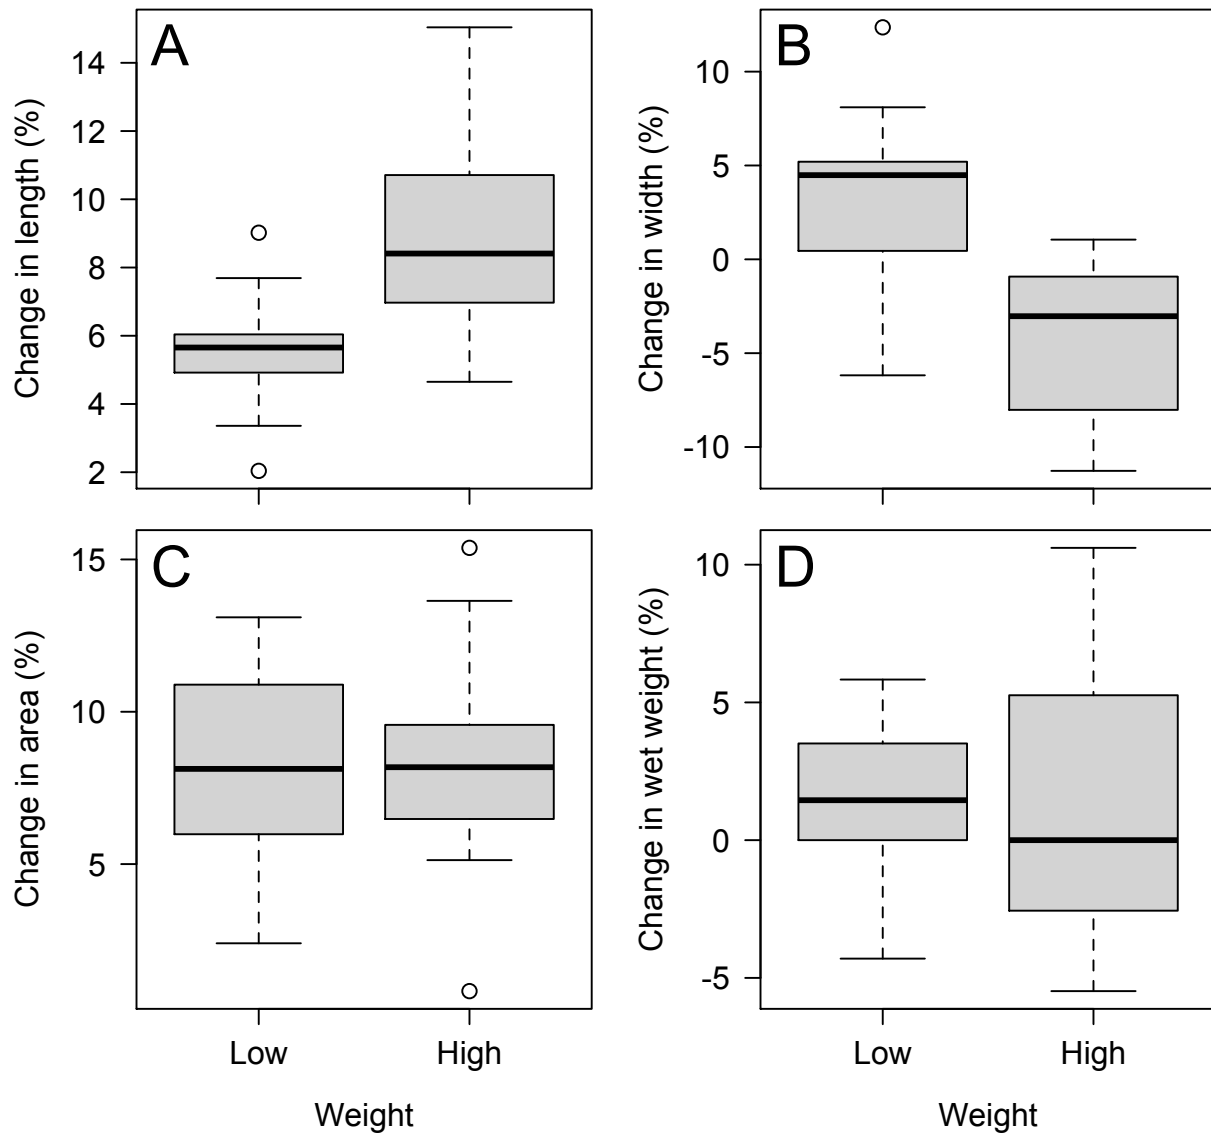 A
Change in length (%)
14
12
10
8
6
4
2
B
Change in width (%)
10
5
0
-5
-10
C
Change in area (%)
15
10
5
Low
High
Weight
D
Change in wet weight (%)
10
5
0
-5
Low
High
Weight